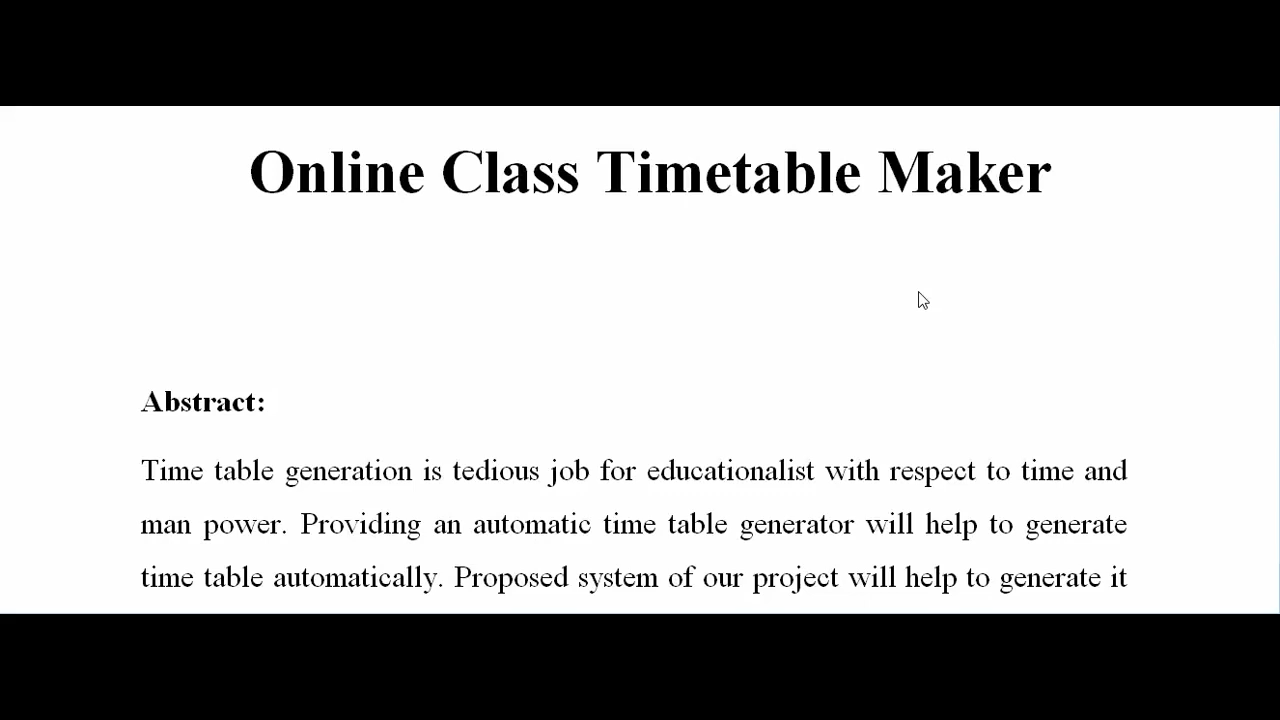 Online Class Timetable Maker
Abstract:
Time table generation is tedious job for educationalist with respect to time and
man power. Providing an automatic time table generator will help to generate
time table automatically. Proposed system of our project will help to generate it